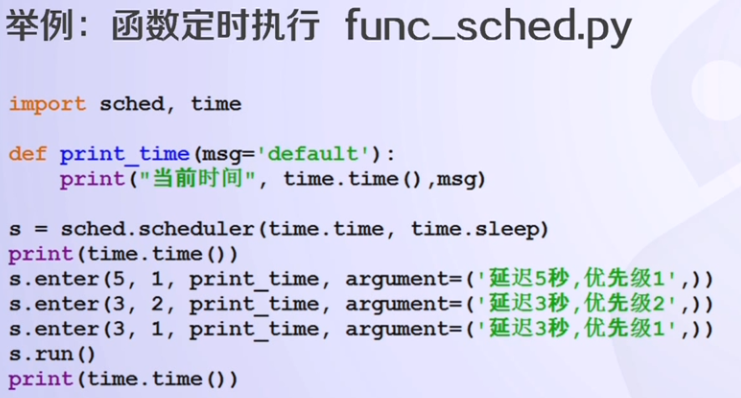 举例：函数定时执行 func_sched.py
import sched, time
def print_time(msg='default'):
    print("当前时间", time.time(),msg)
s = sched.scheduler(time.time, time.sleep)
print(time.time())
s.enter(5, 1, print_time, argument=('延迟5秒,优先级1',))
s.enter(3, 2, print_time, argument=('延迟3秒,优先级2',))
s.enter(3, 1, print_time, argument=('延迟3秒,优先级1',))
s.run()
print(time.time())